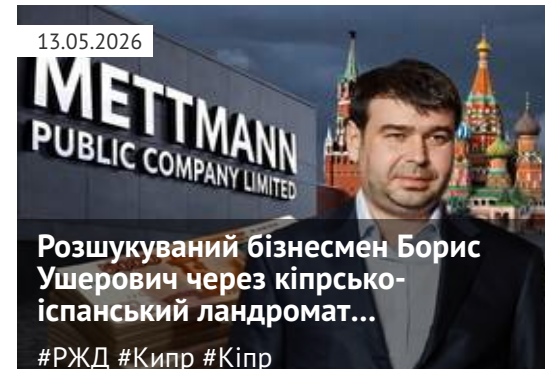 13.05.2026
METTMANN
PUBLIC COMPANY LIMITED
Розшукуваний бізнесмен Борис
Ушерович через кіпрсько-
іспанський ландромат...
#РЖД #Кипр #Кіпр